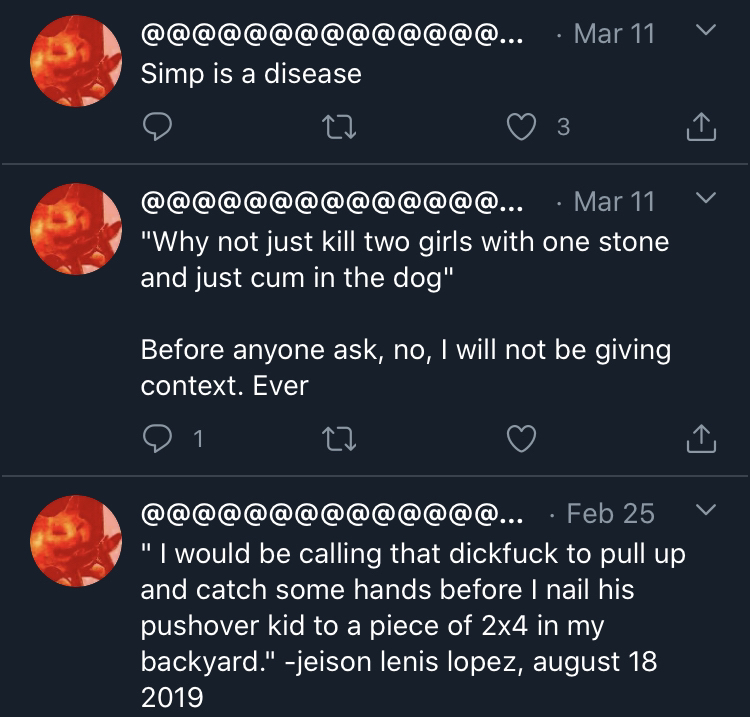 @@@@@@@@@@@@@@... · Mar 11
Simp is a disease
3
@@@@@@@@@@@@@@... · Mar 11
"Why not just kill two girls with one stone
and just cum in the dog"
Before anyone ask, no, I will not be giving
context. Ever
1
@@@@@@@@@@@@@@... · Feb 25
" I would be calling that dickfuck to pull up
and catch some hands before I nail his
pushover kid to a piece of 2x4 in my
backyard." -jeison lenis lopez, august 18
2019